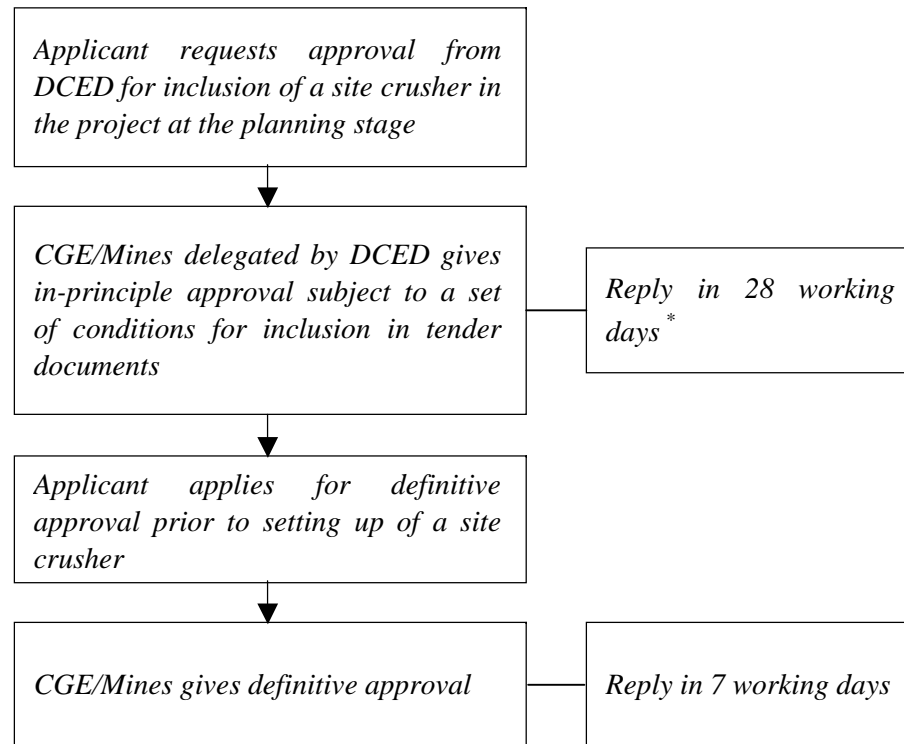 Applicant requests approval from
DCED for inclusion of a site crusher in
the project at the planning stage
CGE/Mines delegated by DCED gives
in-principle approval subject to a set
of conditions for inclusion in tender
documents
Reply in 28 working
days *
Applicant applies for definitive
approval prior to setting up of a site
crusher
CGE/Mines gives definitive approval
Reply in 7 working days